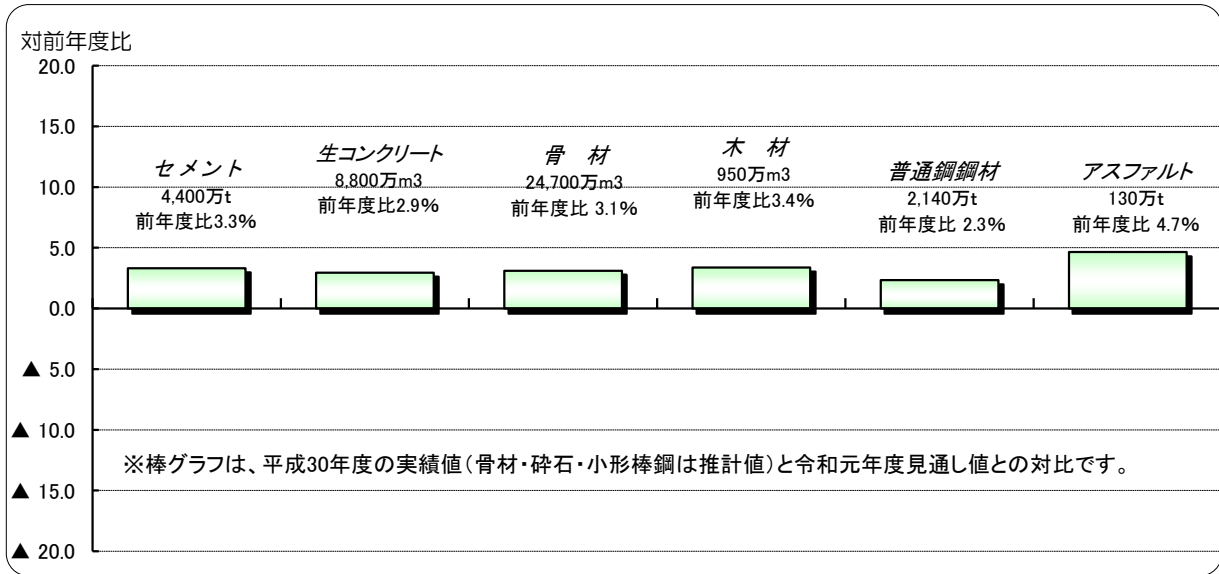 対前年度比
20.0
15.0
10.0
5.0
0.0
▲ 5.0
▲ 10.0
▲ 15.0
▲ 20.0
セメント
4,400万t
前年度比3.3%
生コンクリート
8,800万m3
前年度比2.9%
骨　材
24,700万m3
前年度比 3.1%
木　材
950万m3
前年度比3.4%
普通鋼鋼材
2,140万t
前年度比 2.3%
アスファルト
130万t
前年度比 4.7%
※棒グラフは、平成30年度の実績値(骨材・砕石・小形棒鋼は推計値)と令和元年度見通し値との対比です。